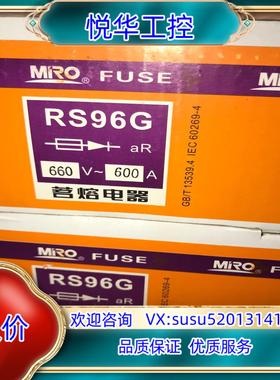 悦华工控
MIRO® FUSE
RS96G
aR
660 V~ 600 A
GB/T 13539.4 IEC 60269-4
茗熔电器
MIRO® FUSE
RS96G
aR
价
欢迎咨询 VX:susu52013141
品质保证 优质服务